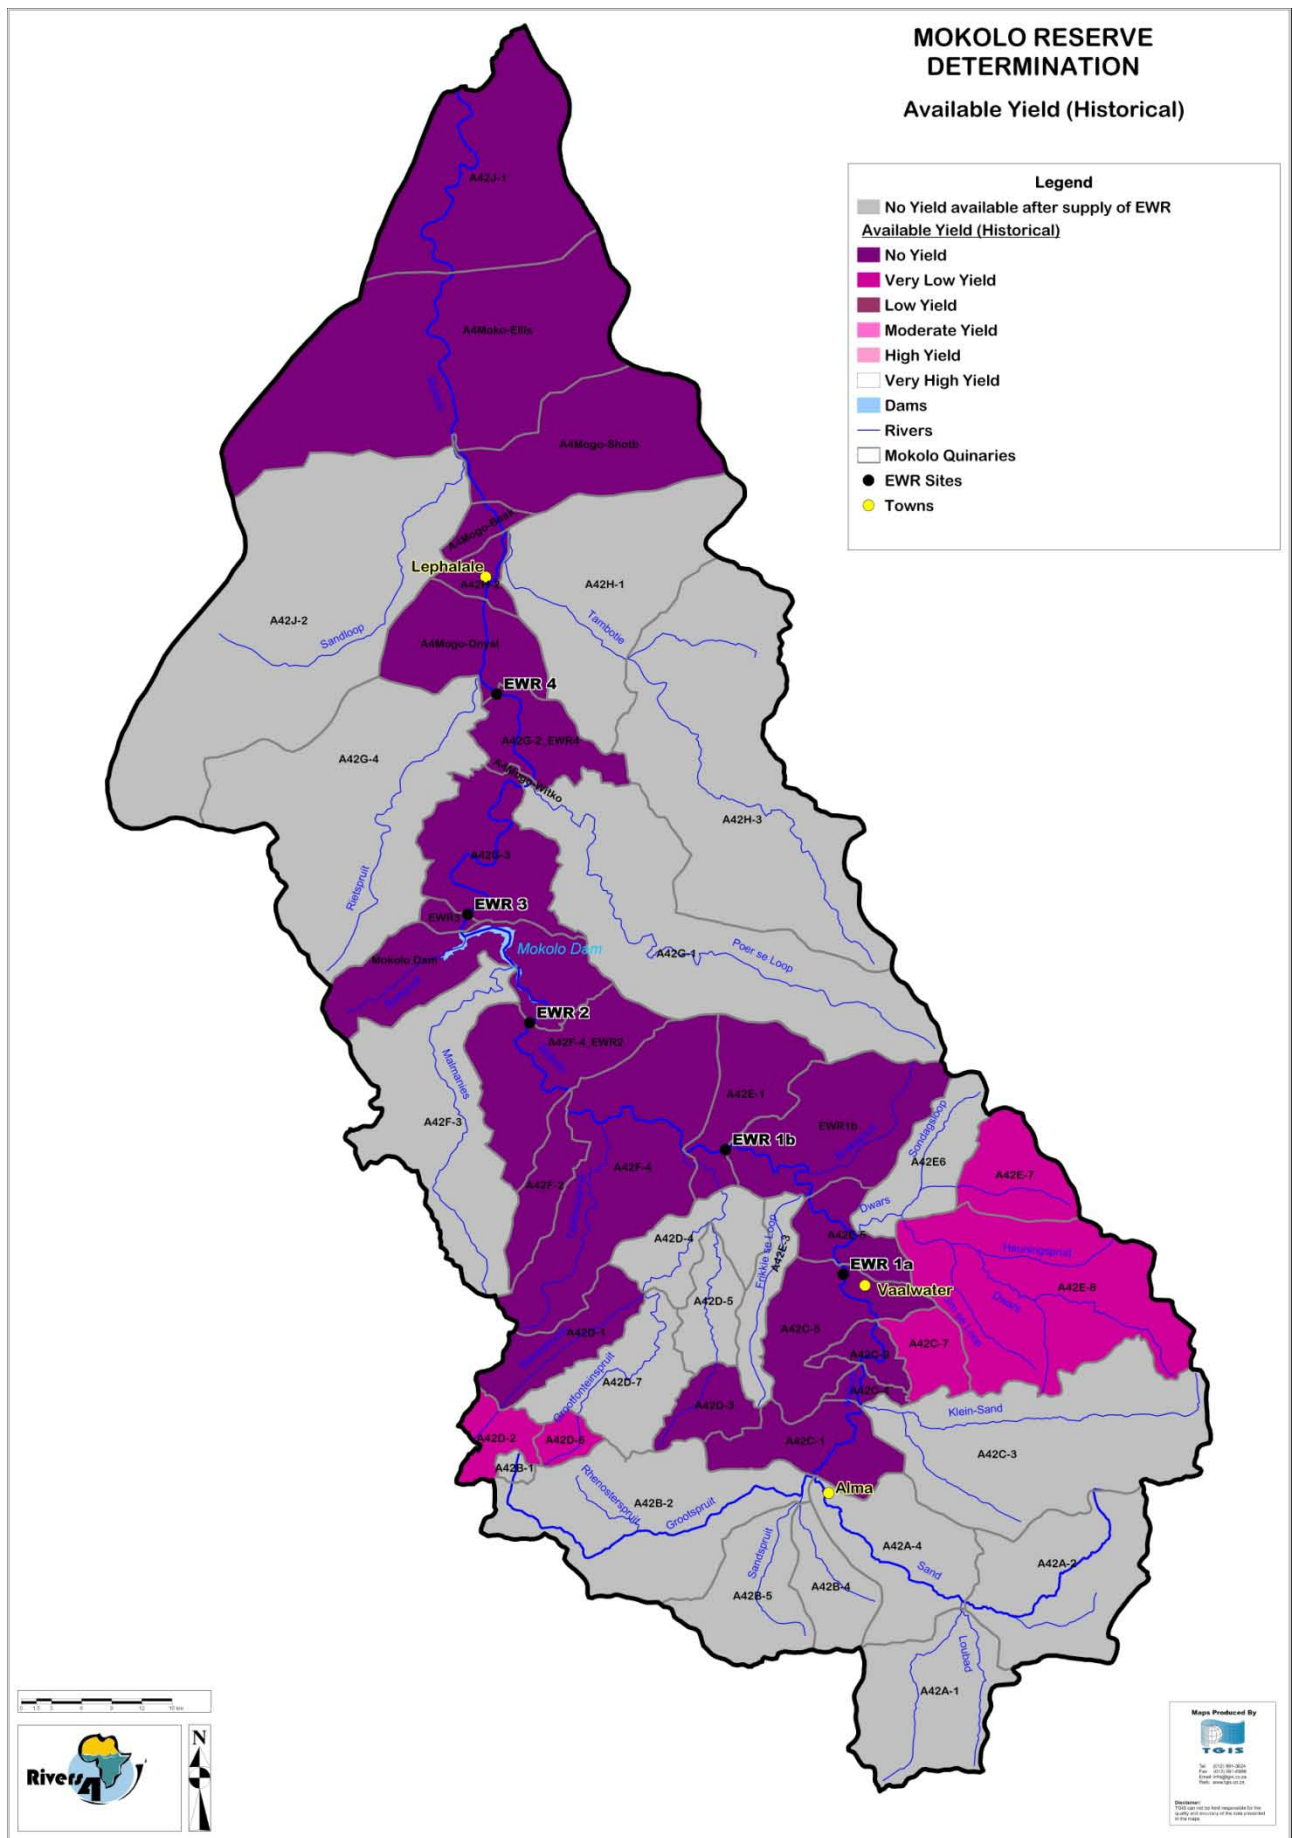 MOKOLO RESERVE
DETERMINATION
Available Yield (Historical)
Legend
No Yield available after supply of EWR
Available Yield (Historical)
No Yield
Very Low Yield
Low Yield
Moderate Yield
High Yield
Very High Yield
Dams
Rivers
Mokolo Quinaries
EWR Sites
Towns
A42J-1
A4Moko-Ellis
A4Mogo-Shotb
Lephalale
A42H-1
A42J-2
Sandloop
Tambotie
EWR 4
A42G-2_EWR4
A42G-4
A4Mogo-Witko
A42H-3
A42G-3
Rietspruit
EWR 3
EWR3
Mokolo Dam
Mokolo Dam
A42G-1
Poer se Loop
EWR 2
A42F-4_EWR2
Malmanies
A42E-1
A42F-3
EWR1b
EWR 1b
Sondagsloop
A42E6
A42E-7
A42F-4
A42F-2
Dwars
A42D-4
Frikkie se Loop
A42E-3
Heuningspruit
EWR 1a
Vaalwater
A42E-8
Dwars
A42D-5
A42C-5
A42C-7
A42D-1
A42D-7
Grootfonteinspruit
A42D-3
Klein-Sand
A42D-2
A42D-6
A42C-1
A42C-3
A42B-1
Rhenosterspruit
A42B-2
Grootspruit
Alma
A42A-4
A42A-2
Sandspruit
A42B-4
A42B-5
Sand
Loubad
A42A-1
Rivers
4
N
Maps Produced By
TGIS